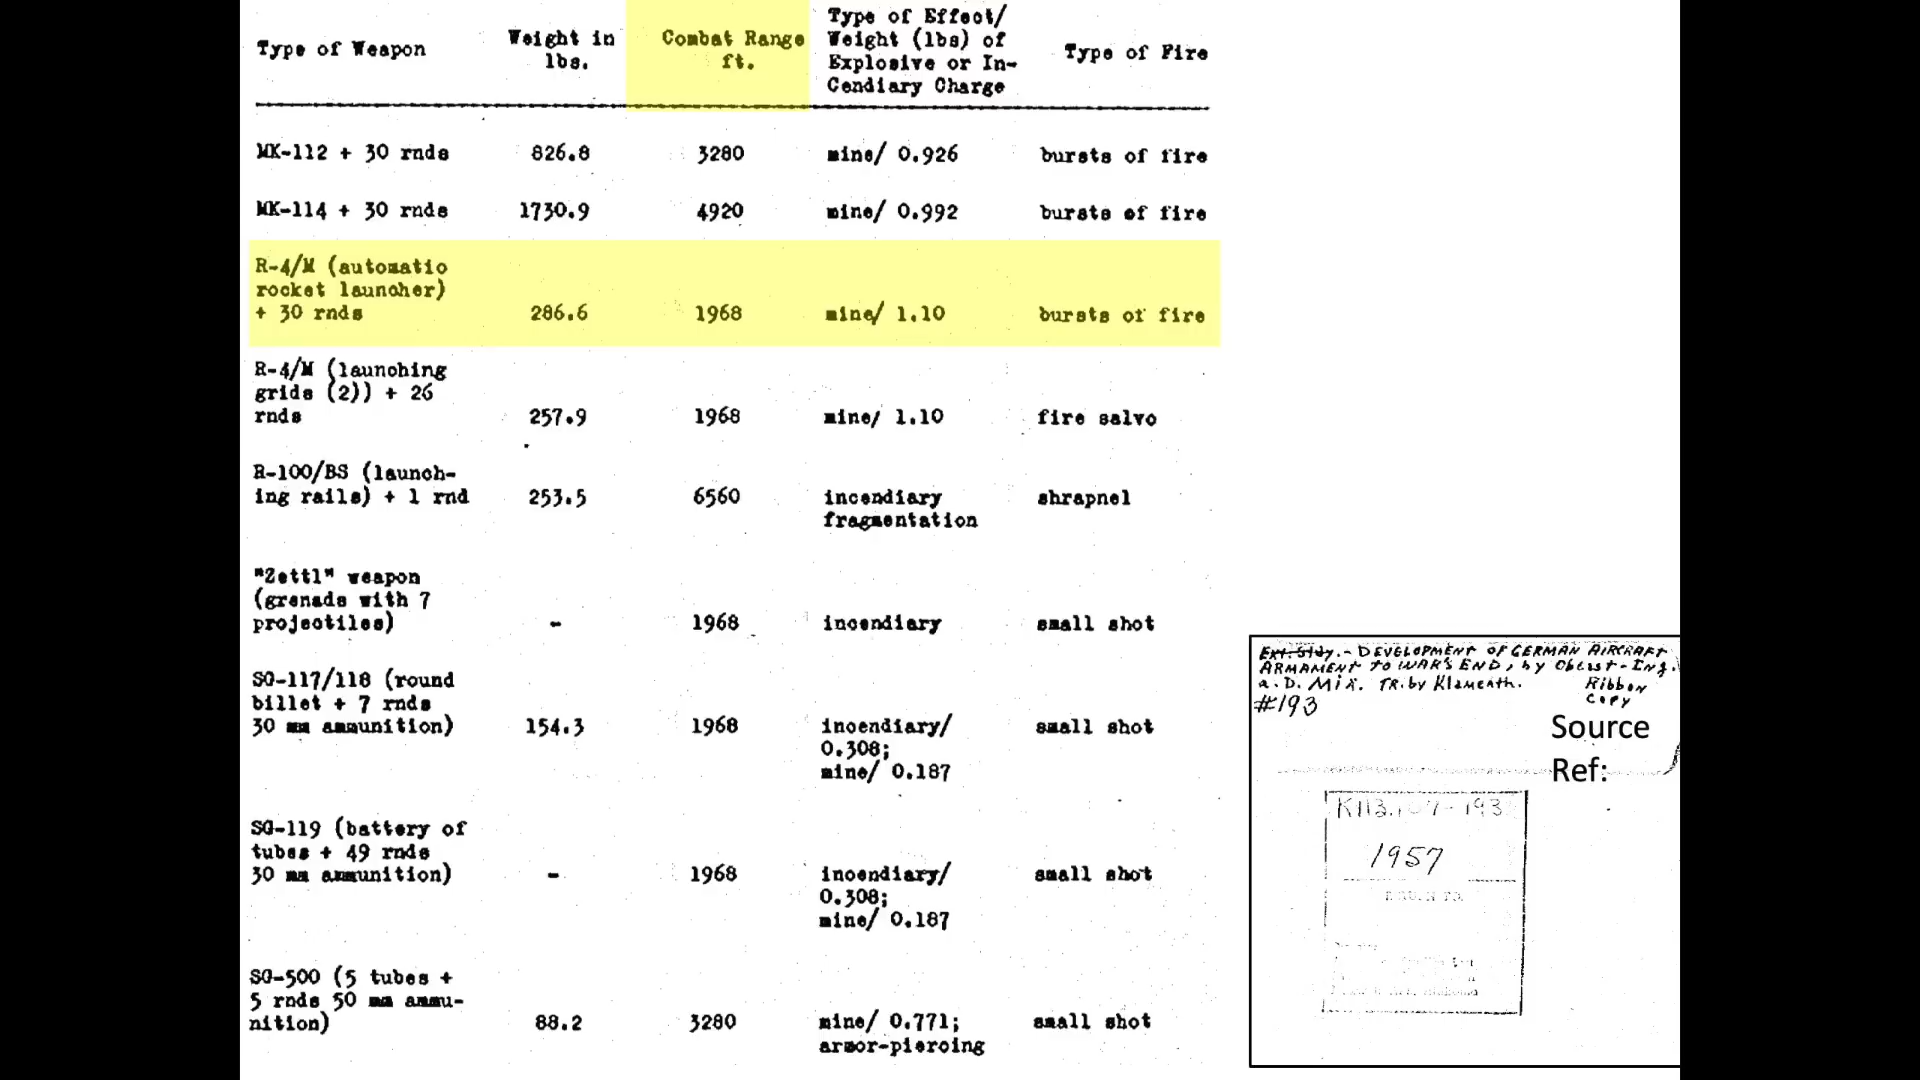 Type of Weapon
Weight in
lbs.
Combat Range
ft.
Type of Effect/
Weight (lbs) of
Explosive or In-
Cendiary Charge
Type of Fire
MK-112 + 30 rnds 826.8 3280 mine/ 0.926 bursts of fire
MK-114 + 30 rnds 1730.9 4920 mine/ 0.992 bursts of fire
R-4/M (automatic
rocket launcher)
+ 30 rnds 286.6 1968 mine/ 1.10 bursts of fire
R-4/M (launching
grids (2)) + 26
rnds 257.9 1968 mine/ 1.10 fire salvo
R-100/BS (launch-
ing rails) + 1 rnd 253.5 6560 incendiary shrapnel
fragmentation
"Zettl" weapon
(grenade with 7
projectiles) - 1968 incendiary small shot
SG-117/118 (round
billet + 7 rnds
30 mm ammunition) 154.3 1968 incendiary/ small shot
0.308;
mine/ 0.187
SG-119 (battery of
tubes + 49 rnds
30 mm ammunition) - 1968 incendiary/ small shot
0.308;
mine/ 0.187
SG-500 (5 tubes +
5 rnds 50 mm ammu-
nition) 88.2 3280 mine/ 0.771; small shot
armor-piercing
Ext. Stdy. - DEVELOPMENT OF GERMAN AIRCRAFT
ARMAMENT TO WAR'S END, by Oberst-Ing.
a. D. Mix. TR. by Klamerth.
Ribbon
Copy
#193
Source
Ref:
K113.107-193
1957